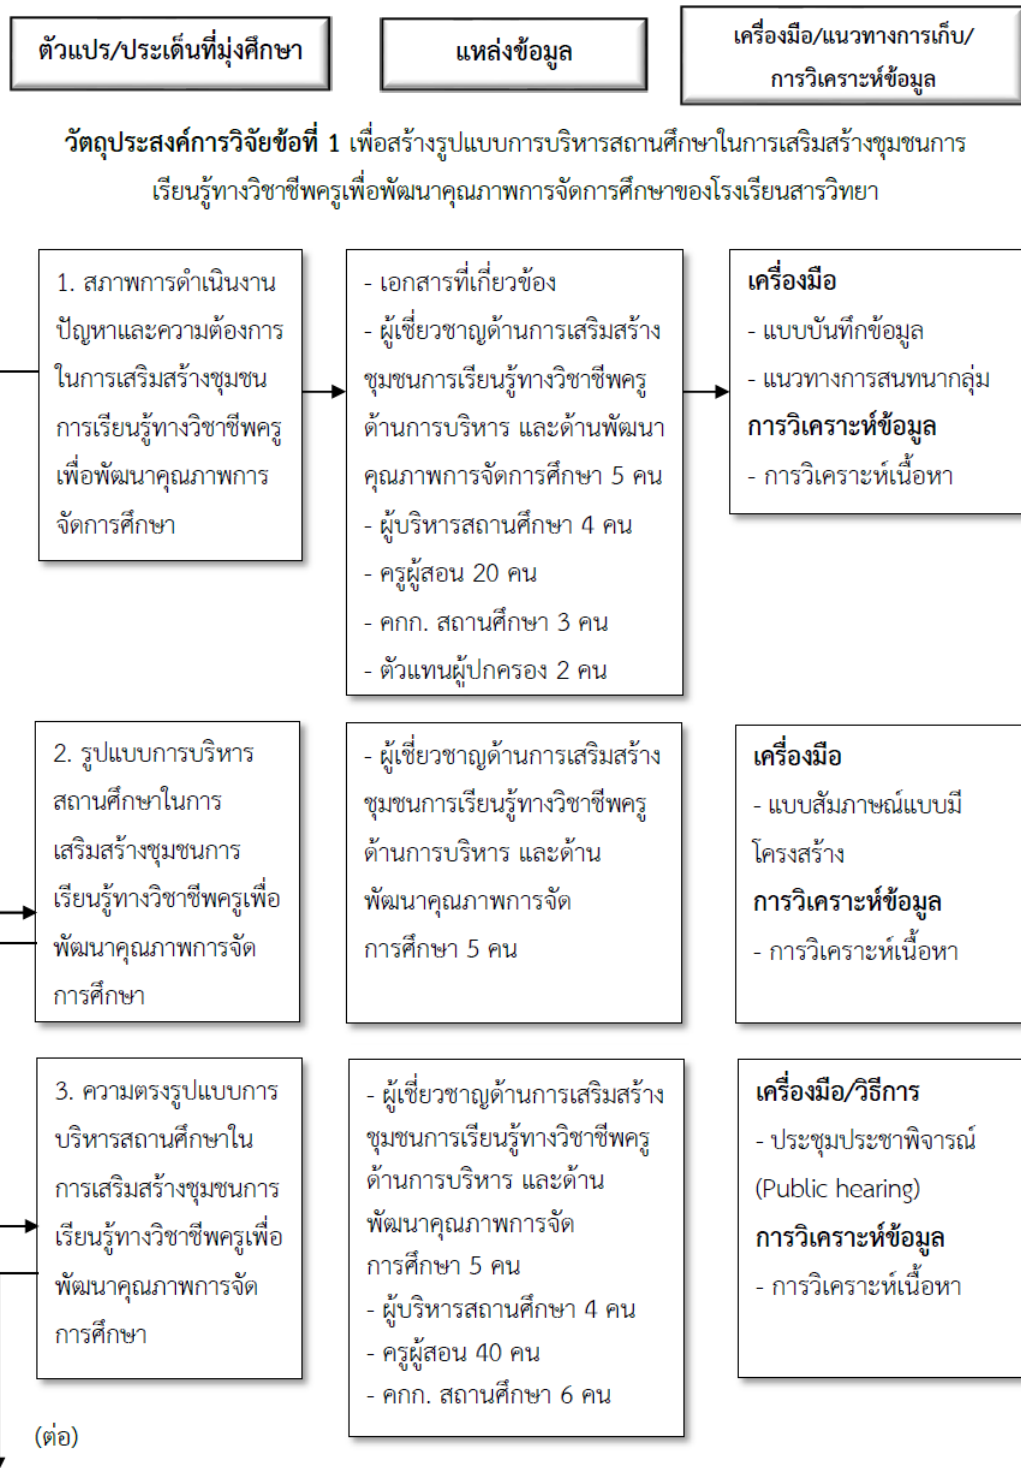 ตัวแปร/ประเด็นที่มุ่งศึกษา
แหล่งข้อมูล
เครื่องมือ/แนวทางการเก็บ/
การวิเคราะห์ข้อมูล
วัตถุประสงค์การวิจัยข้อที่ 1 เพื่อสร้างรูปแบบการบริหารสถานศึกษาในการเสริมสร้างชุมชนการ
เรียนรู้ทางวิชาชีพครูเพื่อพัฒนาคุณภาพการจัดการศึกษาของโรงเรียนสารวิทยา
1. สภาพการดำเนินงาน
ปัญหาและความต้องการ
ในการเสริมสร้างชุมชน
การเรียนรู้ทางวิชาชีพครู
เพื่อพัฒนาคุณภาพการ
จัดการศึกษา
- เอกสารที่เกี่ยวข้อง
- ผู้เชี่ยวชาญด้านการเสริมสร้าง
ชุมชนการเรียนรู้ทางวิชาชีพครู
ด้านการบริหาร และด้านพัฒนา
คุณภาพการจัดการศึกษา 5 คน
- ผู้บริหารสถานศึกษา 4 คน
- ครูผู้สอน 20 คน
- คกก. สถานศึกษา 3 คน
- ตัวแทนผู้ปกครอง 2 คน
เครื่องมือ
- แบบบันทึกข้อมูล
- แนวทางการสนทนากลุ่ม
การวิเคราะห์ข้อมูล
- การวิเคราะห์เนื้อหา
2. รูปแบบการบริหาร
สถานศึกษาในการ
เสริมสร้างชุมชนการ
เรียนรู้ทางวิชาชีพครูเพื่อ
พัฒนาคุณภาพการจัด
การศึกษา
- ผู้เชี่ยวชาญด้านการเสริมสร้าง
ชุมชนการเรียนรู้ทางวิชาชีพครู
ด้านการบริหาร และด้าน
พัฒนาคุณภาพการจัด
การศึกษา 5 คน
เครื่องมือ
- แบบสัมภาษณ์แบบมี
โครงสร้าง
การวิเคราะห์ข้อมูล
- การวิเคราะห์เนื้อหา
3. ความตรงรูปแบบการ
บริหารสถานศึกษาใน
การเสริมสร้างชุมชนการ
เรียนรู้ทางวิชาชีพครูเพื่อ
พัฒนาคุณภาพการจัด
การศึกษา
- ผู้เชี่ยวชาญด้านการเสริมสร้าง
ชุมชนการเรียนรู้ทางวิชาชีพครู
ด้านการบริหาร และด้าน
พัฒนาคุณภาพการจัด
การศึกษา 5 คน
- ผู้บริหารสถานศึกษา 4 คน
- ครูผู้สอน 40 คน
- คกก. สถานศึกษา 6 คน
เครื่องมือ/วิธีการ
- ประชุมประชาพิจารณ์
(Public hearing)
การวิเคราะห์ข้อมูล
- การวิเคราะห์เนื้อหา
(ต่อ)